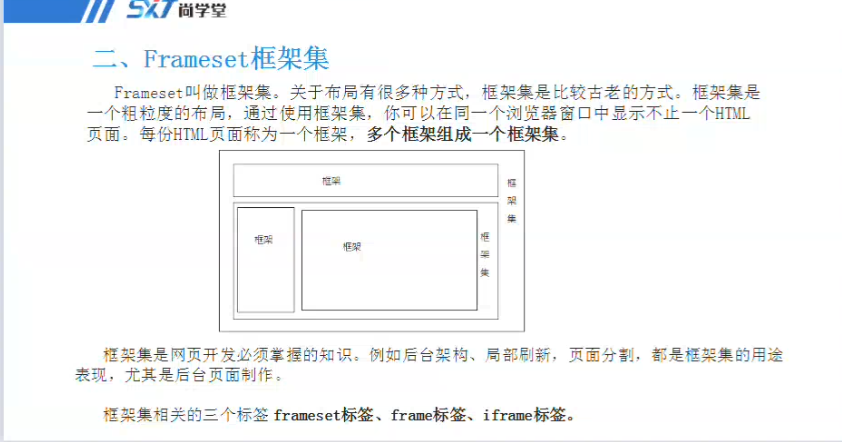 SXT尚学堂
二、Frameset框架集
Frameset叫做框架集。关于布局有很多种方式，框架集是比较古老的方式。框架集是
一个粗粒度的布局，通过使用框架集，你可以在同一个浏览器窗口中显示不止一个HTML
页面。每份HTML页面称为一个框架，多个框架组成一个框架集。
框架
框架集
框架
框架
框架集
框架集是网页开发必须掌握的知识。例如后台架构、局部刷新，页面分割，都是框架集的用途
表现，尤其是后台页面制作。
框架集相关的三个标签 frameset标签、frame标签、iframe标签。